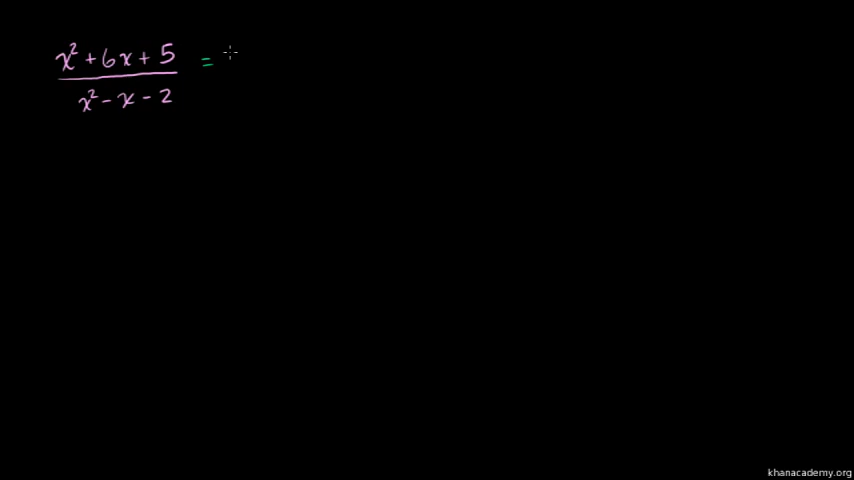 x² + 6x + 5 =
x² - x - 2
khanacademy.org